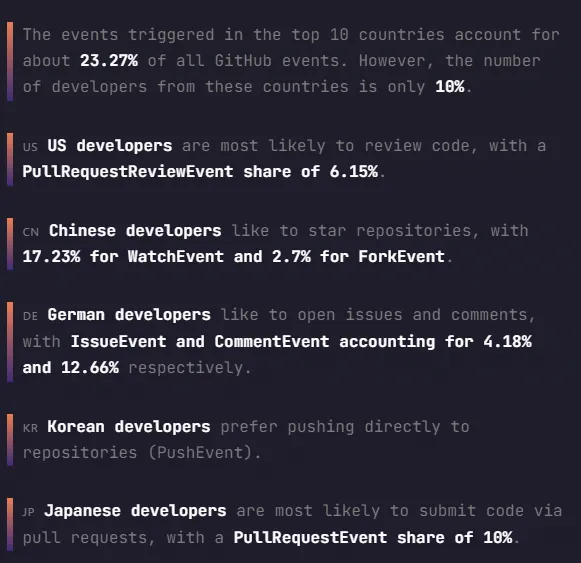 The events triggered in the top 10 countries account for
about 23.27% of all GitHub events. However, the number
of developers from these countries is only 10%.
US US developers are most likely to review code, with a
PullRequestReviewEvent share of 6.15%.
CN Chinese developers like to star repositories, with
17.23% for WatchEvent and 2.7% for ForkEvent.
DE German developers like to open issues and comments,
with IssueEvent and CommentEvent accounting for 4.18%
and 12.66% respectively.
KR Korean developers prefer pushing directly to
repositories (PushEvent).
JP Japanese developers are most likely to submit code via
pull requests, with a PullRequestEvent share of 10%.